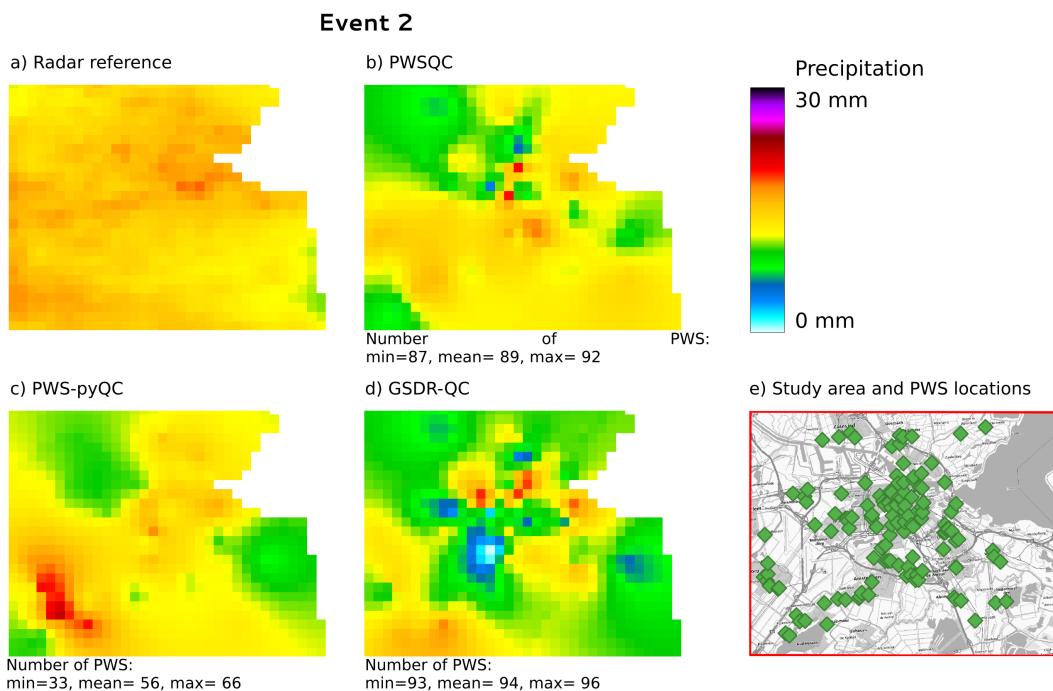 Event 2
a) Radar reference
b) PWSQC
Precipitation
30 mm
0 mm
Number of PWS:
min=87, mean= 89, max= 92
c) PWS-pyQC
d) GSDR-QC
e) Study area and PWS locations
Number of PWS:
min=33, mean= 56, max= 66
Number of PWS:
min=93, mean= 94, max= 96